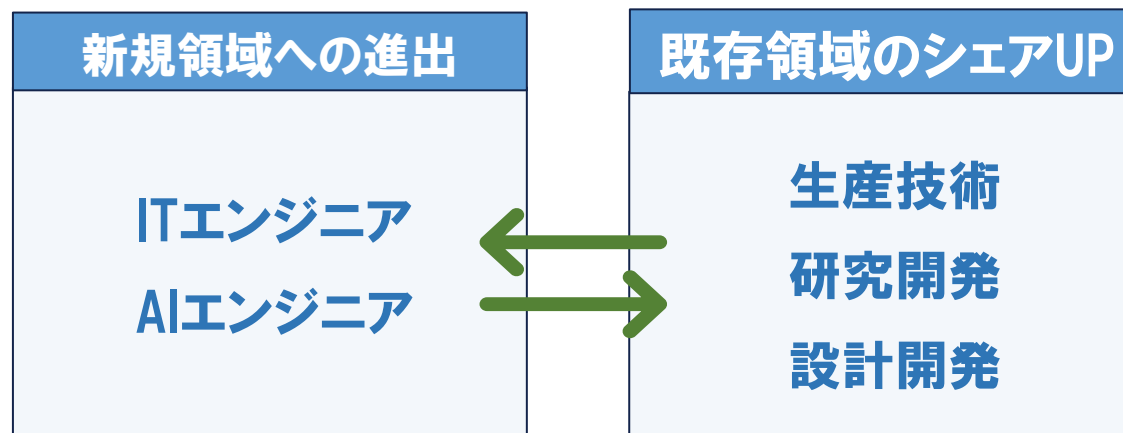 新規領域への進出
ITエンジニア
AIエンジニア
既存領域のシェアUP
生産技術
研究開発
設計開発